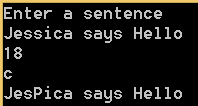 Enter a sentence
Jessica says Hello
18
c
JesPica says Hello